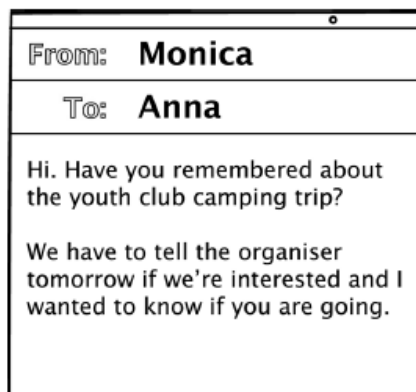 From: Monica
To: Anna
Hi. Have you remembered about
the youth club camping trip?
We have to tell the organiser
tomorrow if we're interested and I
wanted to know if you are going.